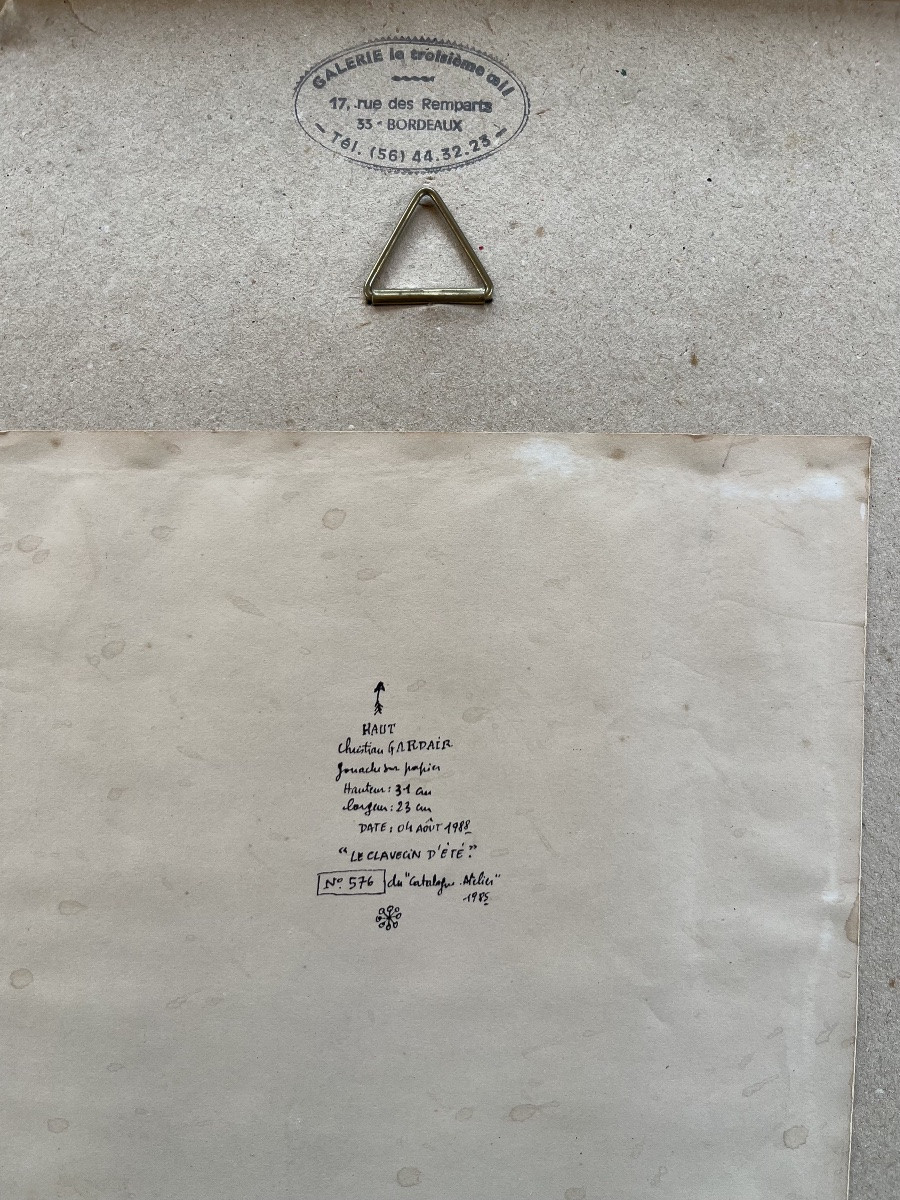 GALERIE le troisième œil
17, rue des Remparts
33 - BORDEAUX
- Tél. (56) 44.32.23 -
HAUT
Christian GARDAIR
gouache sur papier
Hauteur : 31 cm
largeur : 23 cm
DATE : 04 AOÛT 1988
“LE CLAVECIN D'ÉTÉ.”
Nº 576 du "Catalogue Atelier"
1985